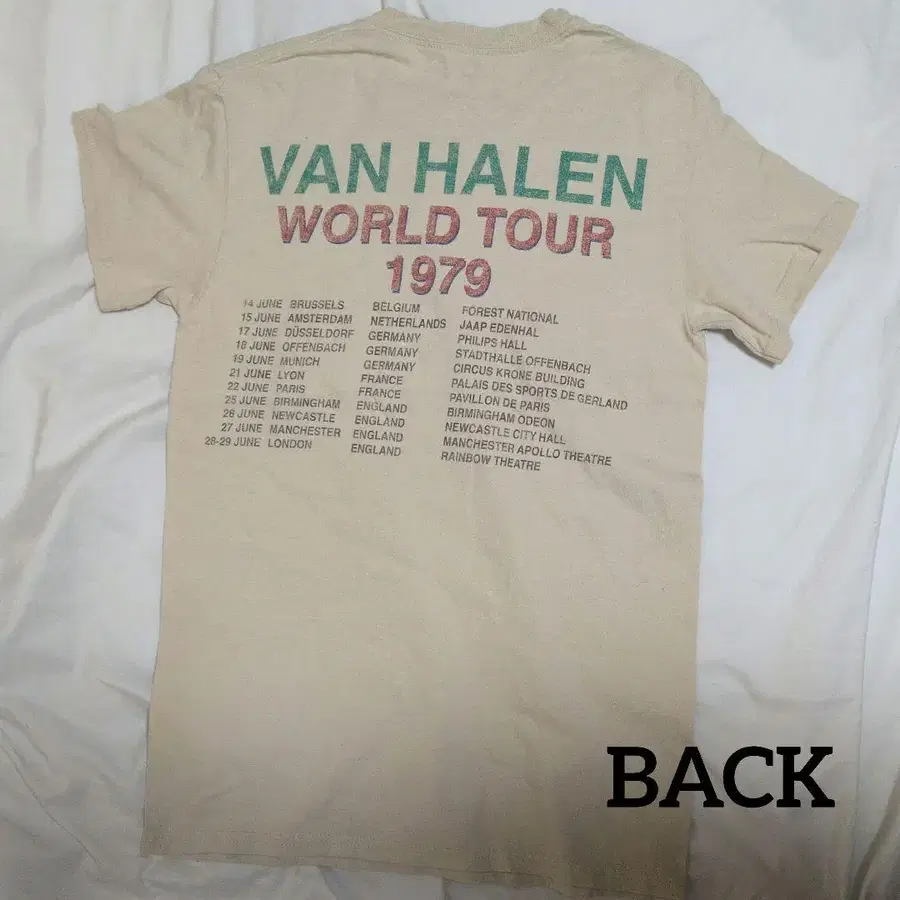 VAN HALEN
WORLD TOUR
1979
14 JUNE BRUSSELS BELGIUM FOREST NATIONAL
15 JUNE AMSTERDAM NETHERLANDS JAAP EDENHAL
17 JUNE DÜSSELDORF GERMANY PHILIPS HALL
18 JUNE OFFENBACH GERMANY STADTHALLE OFFENBACH
19 JUNE MUNICH GERMANY CIRCUS KRONE BUILDING
21 JUNE LYON FRANCE PALAIS DES SPORTS DE GERLAND
22 JUNE PARIS FRANCE PAVILLON DE PARIS
25 JUNE BIRMINGHAM ENGLAND BIRMINGHAM ODEON
26 JUNE NEWCASTLE ENGLAND NEWCASTLE CITY HALL
27 JUNE MANCHESTER ENGLAND MANCHESTER APOLLO THEATRE
28-29 JUNE LONDON ENGLAND RAINBOW THEATRE
BACK